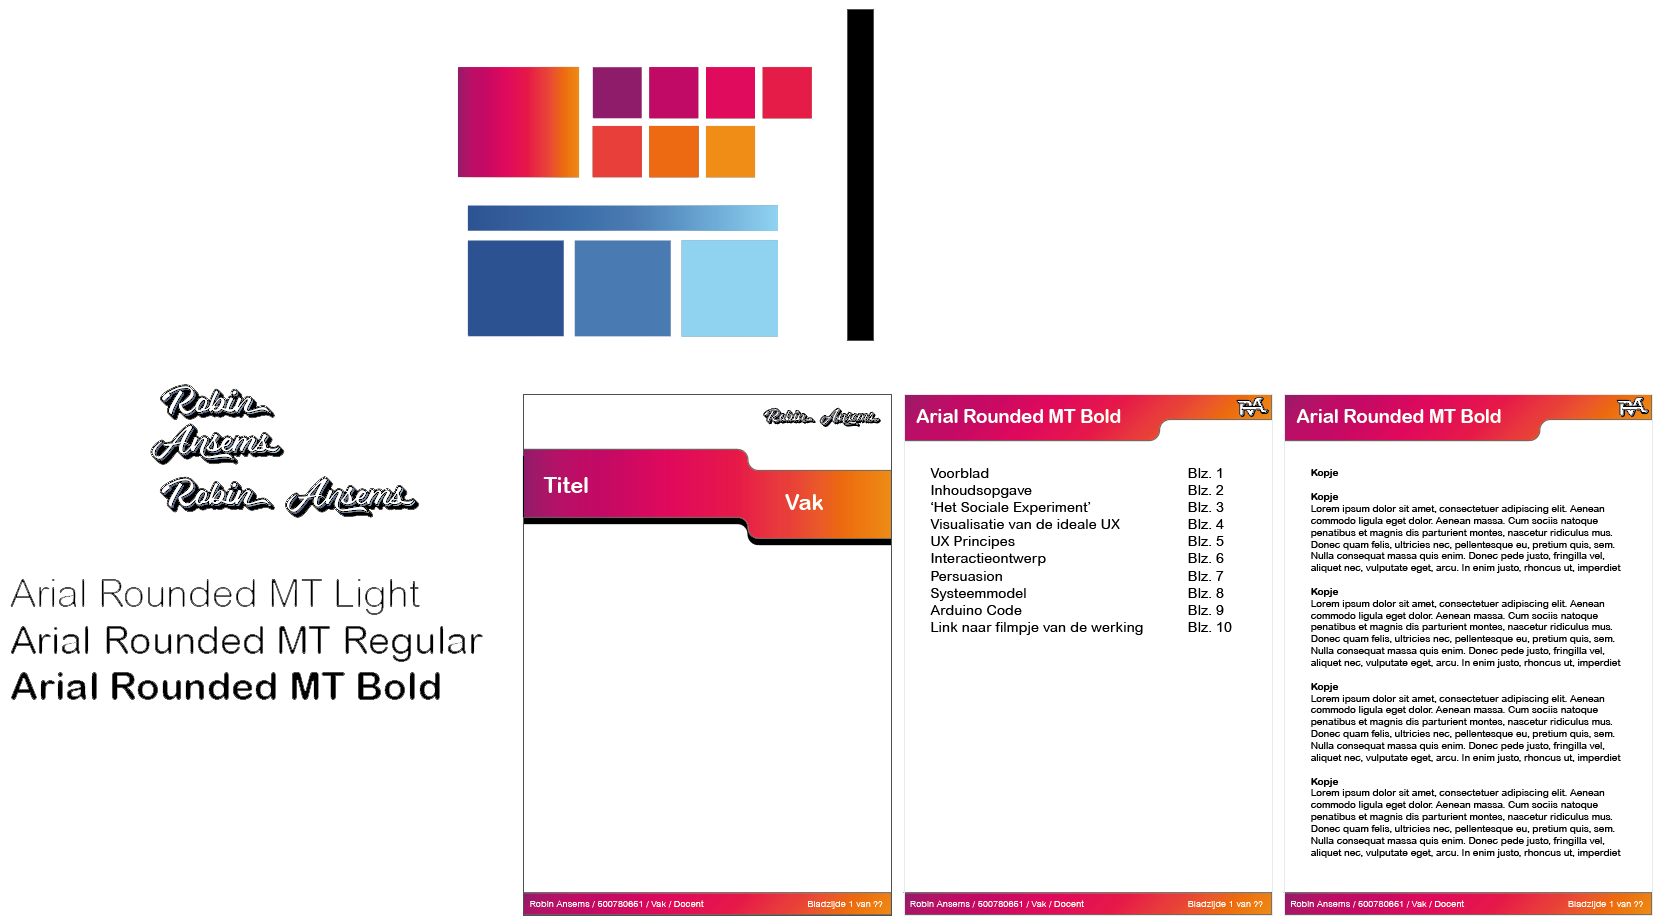 Robin
Ansems
Robin Ansems
Arial Rounded MT Light
Arial Rounded MT Regular
Arial Rounded MT Bold
Robin Ansems
Titel
Vak
Robin Ansems / 500780661 / Vak / Docent
Bladzijde 1 van ??
Arial Rounded MT Bold
RA
Voorblad Blz. 1
Inhoudsopgave Blz. 2
‘Het Sociale Experiment’ Blz. 3
Visualisatie van de ideale UX Blz. 4
UX Principes Blz. 5
Interactieontwerp Blz. 6
Persuasion Blz. 7
Systeemmodel Blz. 8
Arduino Code Blz. 9
Link naar filmpje van de werking Blz. 10
Robin Ansems / 500780661 / Vak / Docent
Bladzijde 1 van ??
Arial Rounded MT Bold
RA
Kopje
Kopje
Lorem ipsum dolor sit amet, consectetuer adipiscing elit. Aenean
commodo ligula eget dolor. Aenean massa. Cum sociis natoque
penatibus et magnis dis parturient montes, nascetur ridiculus mus.
Donec quam felis, ultricies nec, pellentesque eu, pretium quis, sem.
Nulla consequat massa quis enim. Donec pede justo, fringilla vel,
aliquet nec, vulputate eget, arcu. In enim justo, rhoncus ut, imperdiet
Kopje
Lorem ipsum dolor sit amet, consectetuer adipiscing elit. Aenean
commodo ligula eget dolor. Aenean massa. Cum sociis natoque
penatibus et magnis dis parturient montes, nascetur ridiculus mus.
Donec quam felis, ultricies nec, pellentesque eu, pretium quis, sem.
Nulla consequat massa quis enim. Donec pede justo, fringilla vel,
aliquet nec, vulputate eget, arcu. In enim justo, rhoncus ut, imperdiet
Kopje
Lorem ipsum dolor sit amet, consectetuer adipiscing elit. Aenean
commodo ligula eget dolor. Aenean massa. Cum sociis natoque
penatibus et magnis dis parturient montes, nascetur ridiculus mus.
Donec quam felis, ultricies nec, pellentesque eu, pretium quis, sem.
Nulla consequat massa quis enim. Donec pede justo, fringilla vel,
aliquet nec, vulputate eget, arcu. In enim justo, rhoncus ut, imperdiet
Kopje
Lorem ipsum dolor sit amet, consectetuer adipiscing elit. Aenean
commodo ligula eget dolor. Aenean massa. Cum sociis natoque
penatibus et magnis dis parturient montes, nascetur ridiculus mus.
Donec quam felis, ultricies nec, pellentesque eu, pretium quis, sem.
Nulla consequat massa quis enim. Donec pede justo, fringilla vel,
aliquet nec, vulputate eget, arcu. In enim justo, rhoncus ut, imperdiet
Robin Ansems / 500780661 / Vak / Docent
Bladzijde 1 van ??